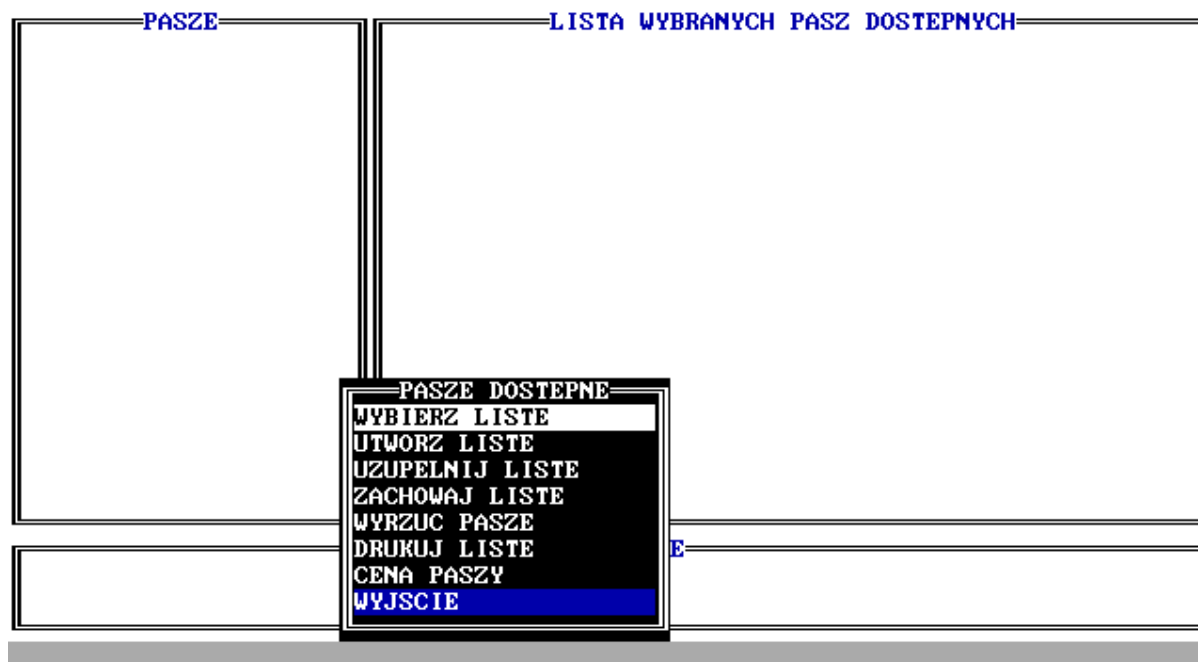 PASZE
LISTA WYBRANYCH PASZ DOSTEPNYCH
PASZE DOSTEPNE
WYBIERZ LISTE
UTWORZ LISTE
UZUPELNIJ LISTE
ZACHOWAJ LISTE
WYRZUC PASZE
DRUKUJ LISTE
CENA PASZY
WYJSCIE